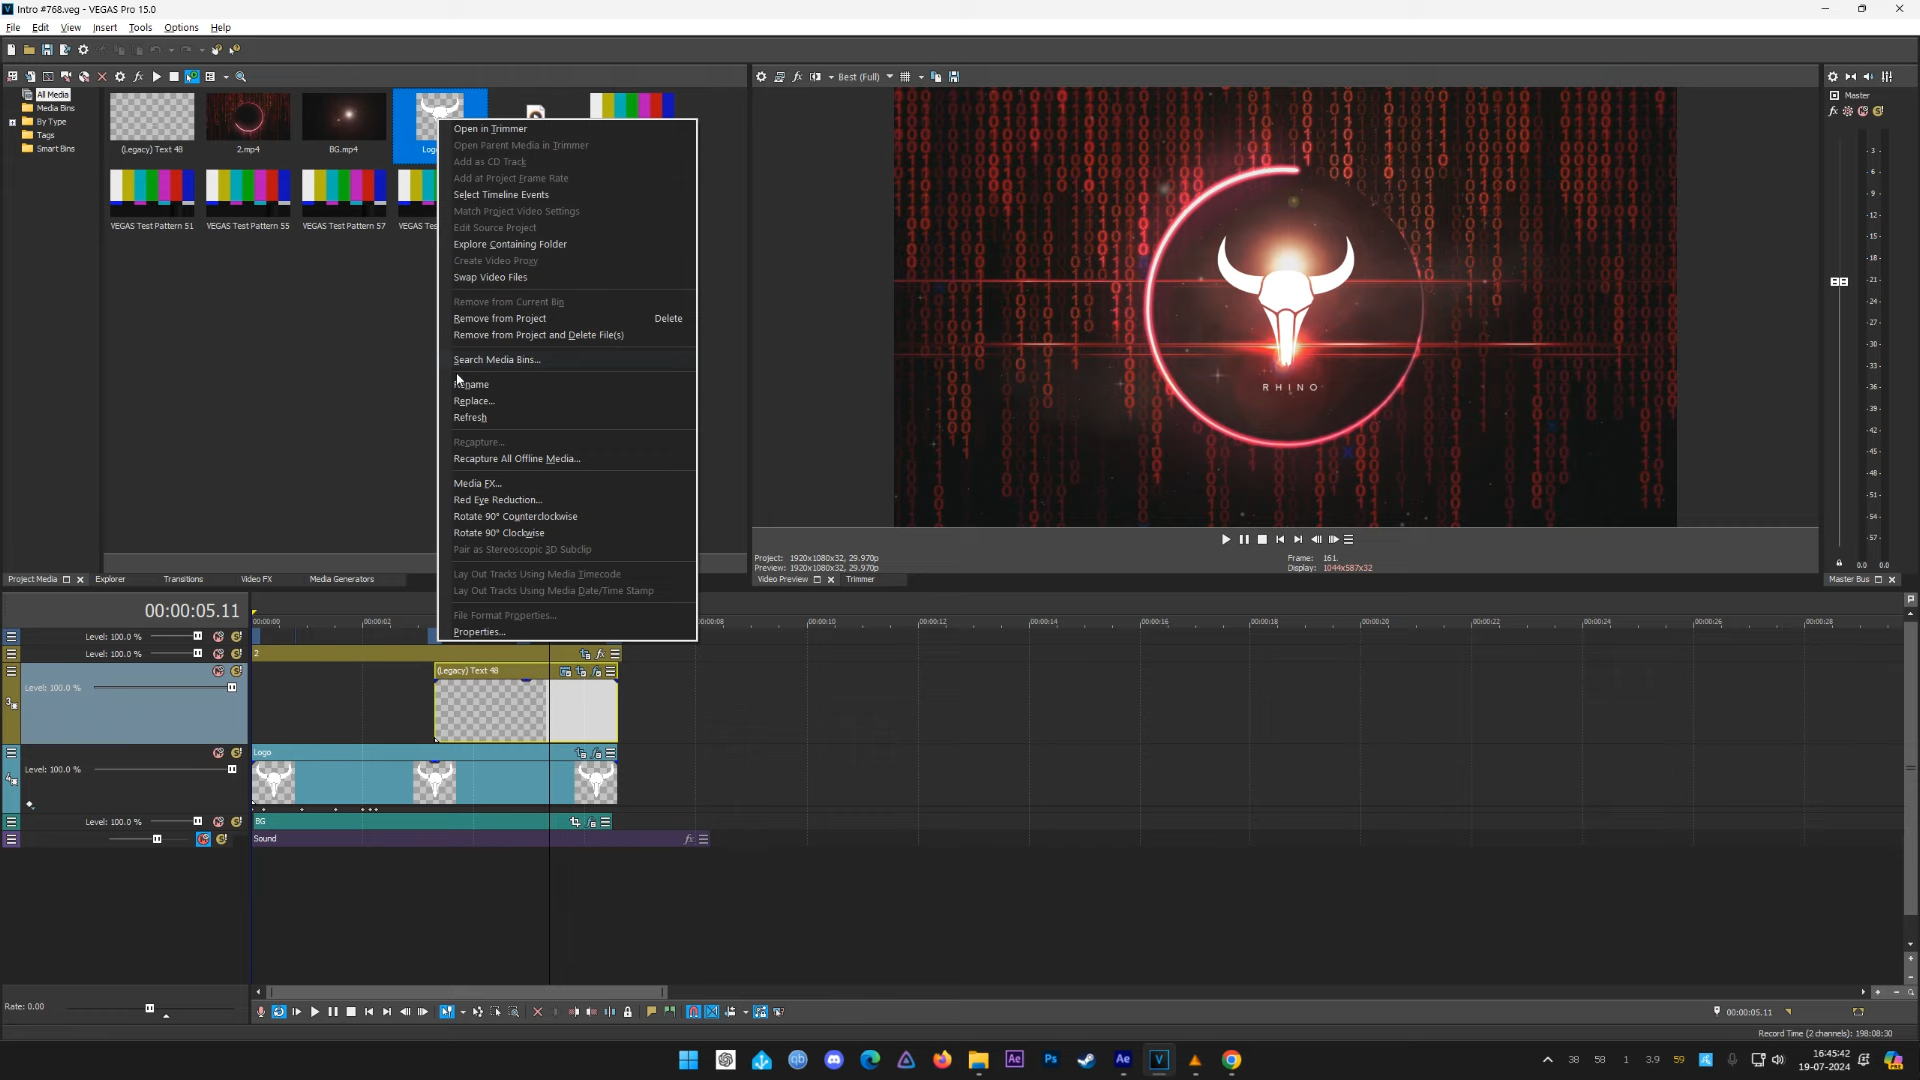 Intro #768.veg - VEGAS Pro 15.0
File Edit View Insert Tools Options Help
Best (Full)
All Media
Media Bins
By Type
Tags
Smart Bins
(Legacy) Text 48
2.mp4
BG.mp4
VEGAS Test Pattern 51
VEGAS Test Pattern 55
VEGAS Test Pattern 57
Open in Trimmer
Open Parent Media in Trimmer
Add as CD Track
Add at Project Frame Rate
Select Timeline Events
Match Project Video Settings
Edit Source Project
Explore Containing Folder
Create Video Proxy
Swap Video Files
Remove from Current Bin
Remove from Project Delete
Remove from Project and Delete File(s)
Search Media Bins...
Rename
Replace...
Refresh
Recapture...
Recapture All Offline Media...
Media FX...
Red Eye Reduction...
Rotate 90° Counterclockwise
Rotate 90° Clockwise
Pair as Stereoscopic 3D Subclip
Lay Out Tracks Using Media Timecode
Lay Out Tracks Using Media Date/Time Stamp
File Format Properties...
Properties...
RHINO
Master
Project: 1920x1080x32, 29.970p
Preview: 1920x1080x32, 29.970p
Frame: 161
Display: 1044x587x32
Project Media
Explorer
Transitions
Video FX
Media Generators
Video Preview
Trimmer
Master Bus
0.0 0.0
00:00:05.11
00:00:00 00:00:02 00:00:08 00:00:10 00:00:12 00:00:14 00:00:16 00:00:18 00:00:20 00:00:22 00:00:24 00:00:26 00:00:28
Level: 100.0 %
Level: 100.0 %
2
(Legacy) Text 48
Level: 100.0 %
3
Logo
Level: 100.0 %
4
Level: 100.0 %
BG
Sound
Rate: 0.00
00:00:05.11
Record Time (2 channels): 198:08:30
38 58 1 3.9 59
16:45:42
19-07-2024